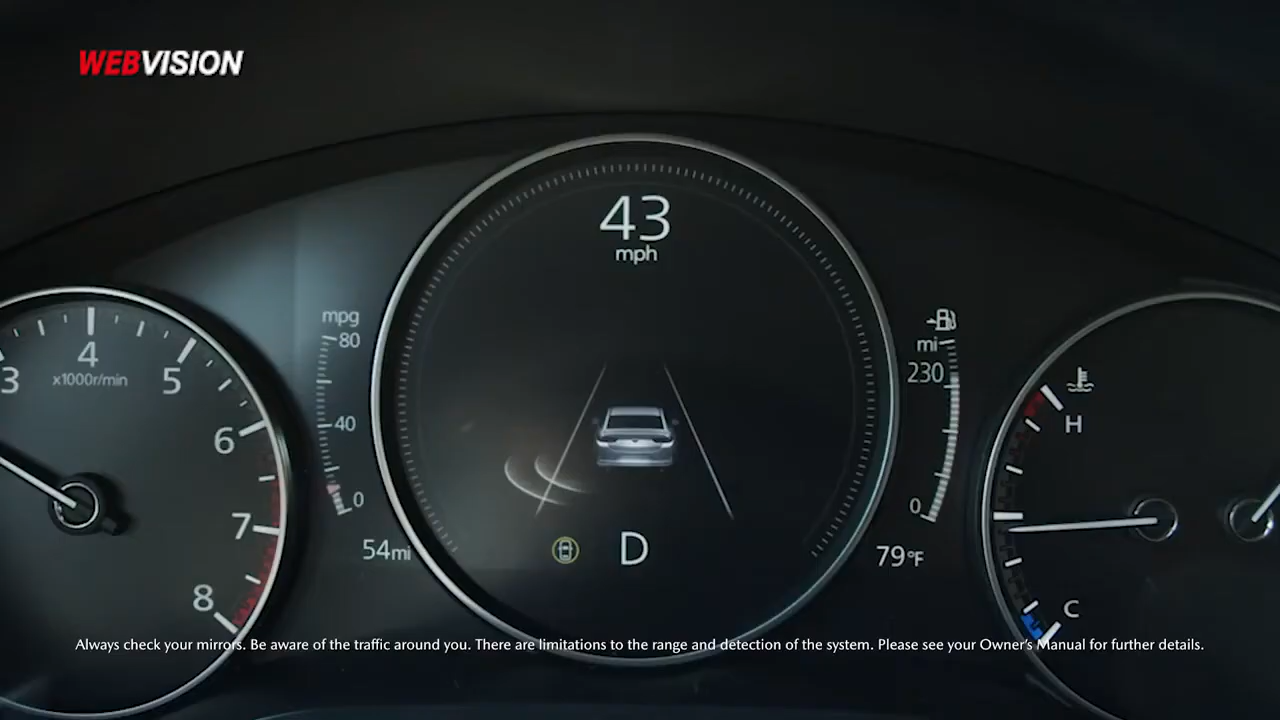 WEBVISION
43
mph
mpg
80
mi
4
3
x1000r/min
5
230
40
H
6
0
0
7
54mi
D
79°F
8
C
Always check your mirrors. Be aware of the traffic around you. There are limitations to the range and detection of the system. Please see your Owner's Manual for further details.